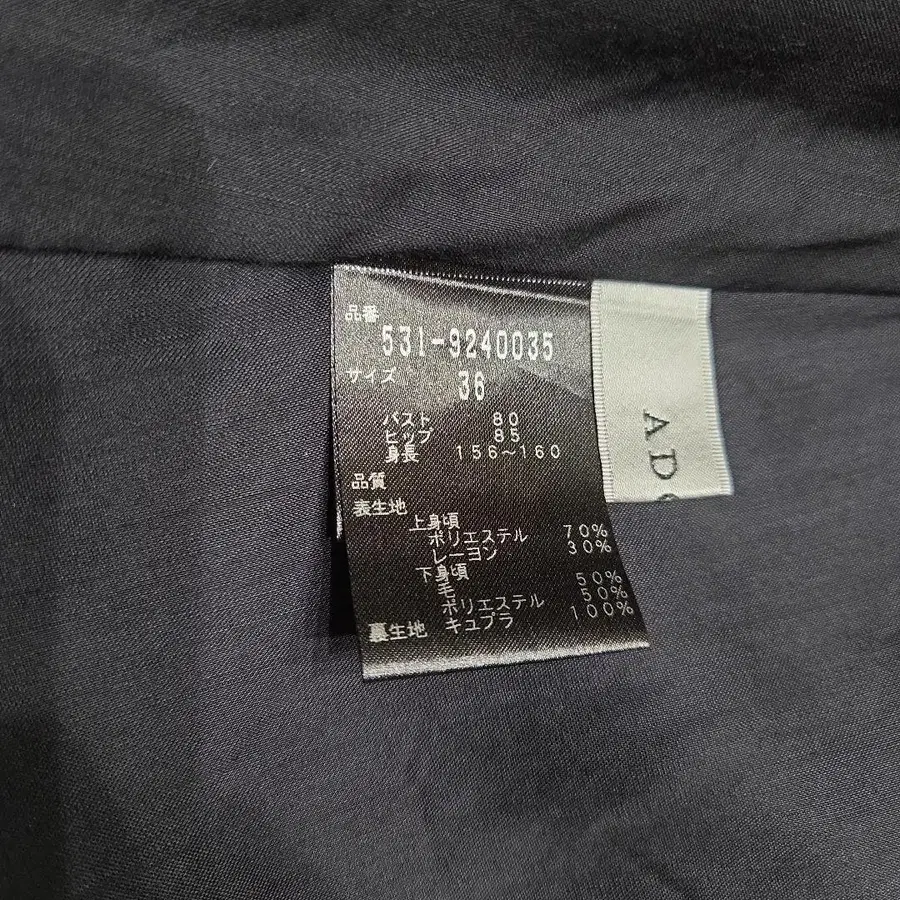 品番
531-9240035
サイズ 36
バスト 80
ヒップ 85
身長 156～160
品質
表生地
上身頃
ポリエステル 70%
レーヨン 30%
下身頃
毛 50%
ポリエステル 50%
裏生地 キュプラ 100%
AD